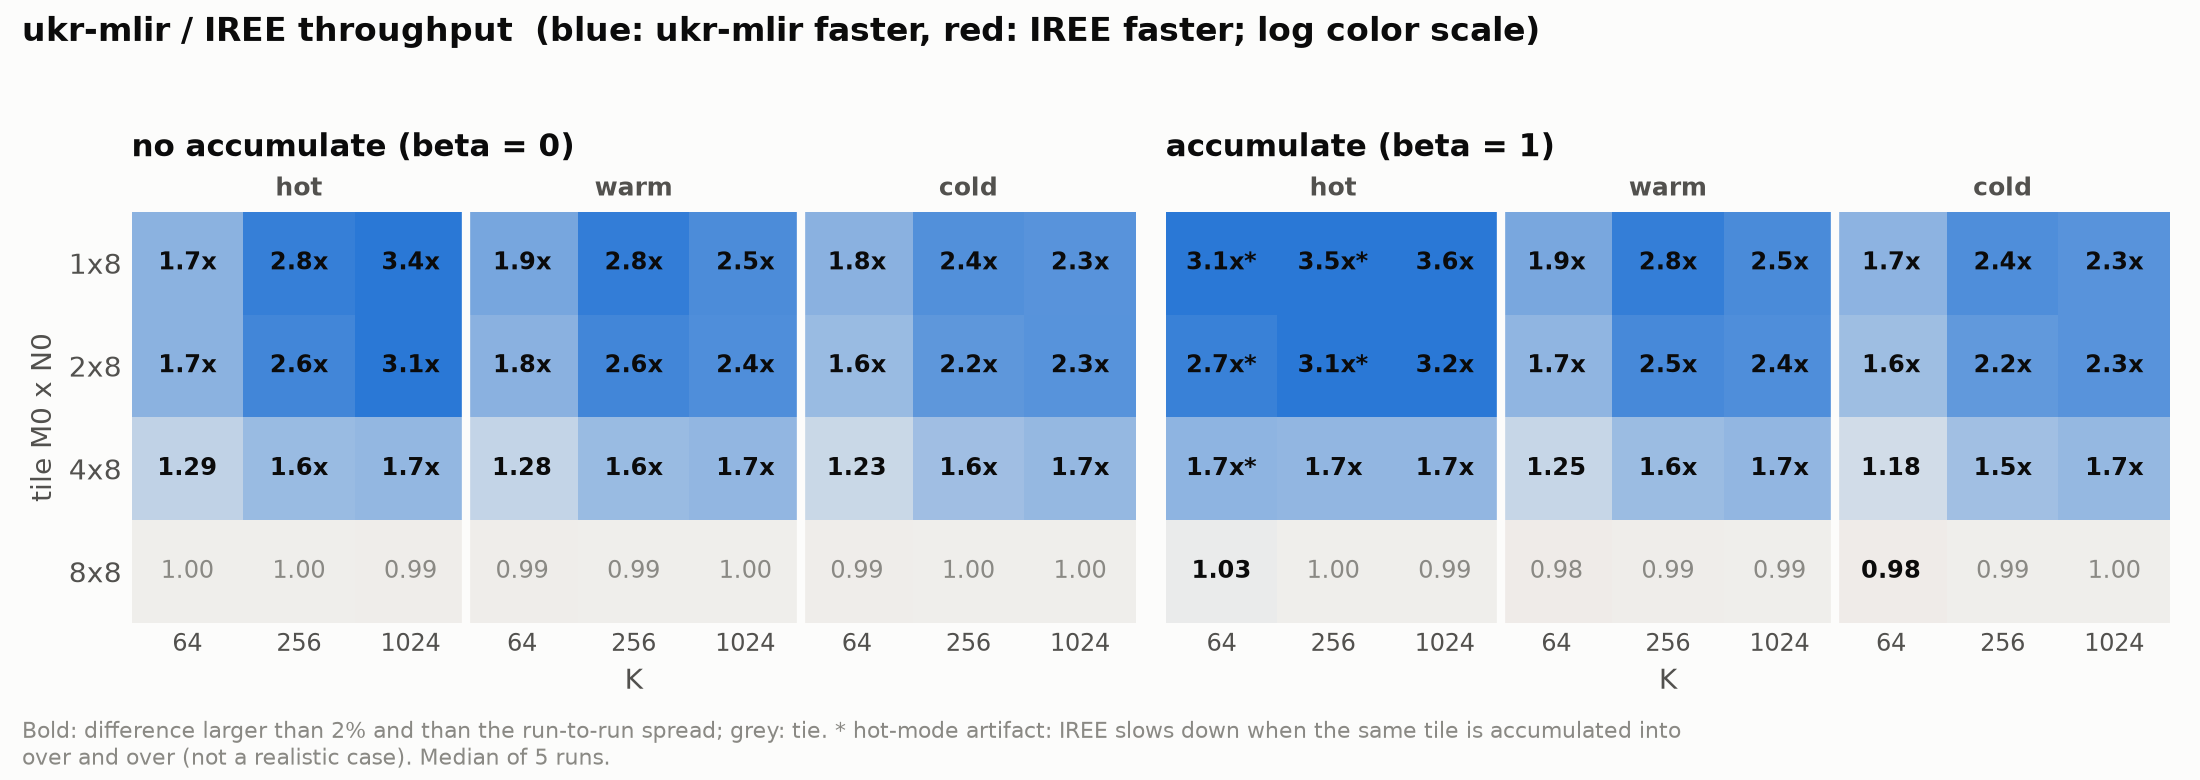 ukr-mlir / IREE throughput  (blue: ukr-mlir faster, red: IREE faster; log color scale)
no accumulate (beta = 0)
accumulate (beta = 1)
hot warm cold hot warm cold
tile M0 x N0
1x8 1.7x 2.8x 3.4x 1.9x 2.8x 2.5x 1.8x 2.4x 2.3x 3.1x* 3.5x* 3.6x 1.9x 2.8x 2.5x 1.7x 2.4x 2.3x
2x8 1.7x 2.6x 3.1x 1.8x 2.6x 2.4x 1.6x 2.2x 2.3x 2.7x* 3.1x* 3.2x 1.7x 2.5x 2.4x 1.6x 2.2x 2.3x
4x8 1.29 1.6x 1.7x 1.28 1.6x 1.7x 1.23 1.6x 1.7x 1.7x* 1.7x 1.7x 1.25 1.6x 1.7x 1.18 1.5x 1.7x
8x8 1.00 1.00 0.99 0.99 0.99 1.00 0.99 1.00 1.00 1.03 1.00 0.99 0.98 0.99 0.99 0.98 0.99 1.00
64 256 1024 64 256 1024 64 256 1024 64 256 1024 64 256 1024 64 256 1024
K K
Bold: difference larger than 2% and than the run-to-run spread; grey: tie. * hot-mode artifact: IREE slows down when the same tile is accumulated into
over and over (not a realistic case). Median of 5 runs.